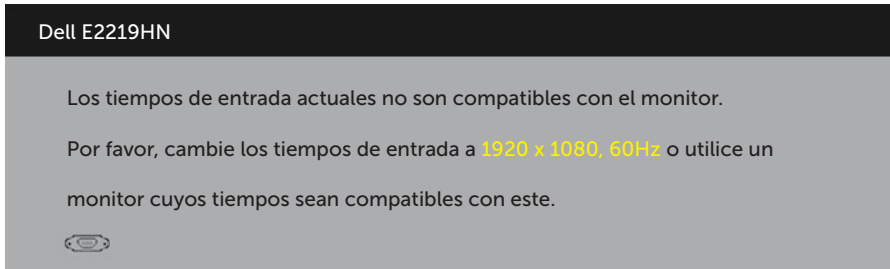 Dell E2219HN
Los tiempos de entrada actuales no son compatibles con el monitor.
Por favor, cambie los tiempos de entrada a 1920 x 1080, 60Hz o utilice un
monitor cuyos tiempos sean compatibles con este.